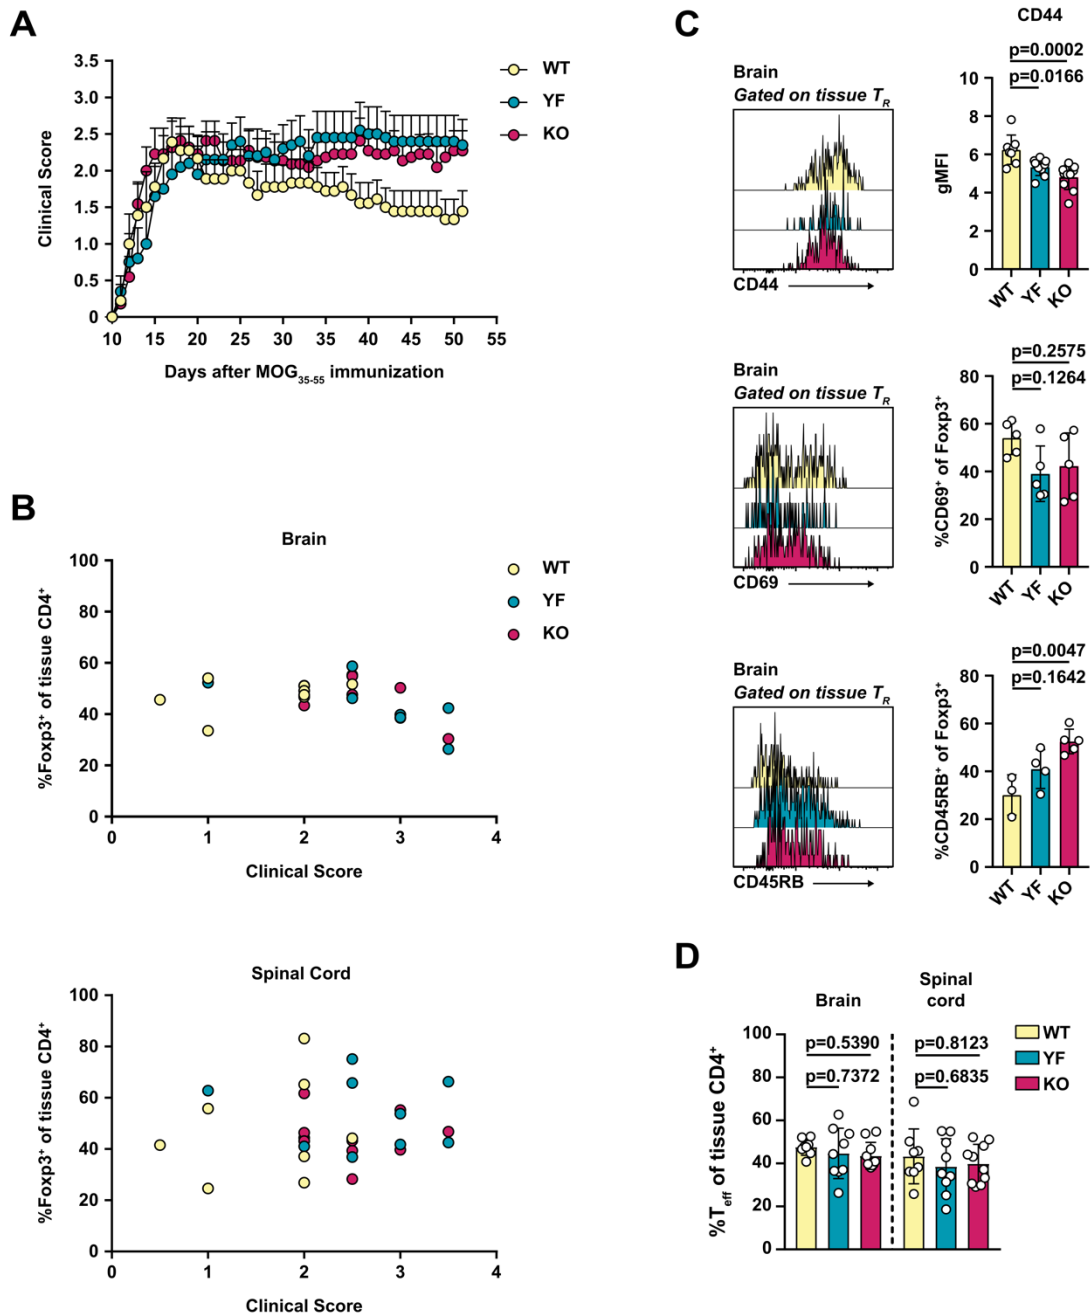 A
3.5
3.0
2.5
2.0
1.5
1.0
0.5
0
Clinical Score
10 15 20 25 30 35 40 45 50 55
Days after MOG35-55 immunization
WT
YF
KO
B
Brain
100
80
60
40
20
0
%Foxp3+ of tissue CD4+
0 1 2 3 4
Clinical Score
WT
YF
KO
Spinal Cord
100
80
60
40
20
0
%Foxp3+ of tissue CD4+
0 1 2 3 4
Clinical Score
C
Brain
Gated on tissue TR
CD44
CD44
p=0.0002
p=0.0166
10
8
6
4
2
0
gMFI
WT YF KO
Brain
Gated on tissue TR
CD69
p=0.2575
p=0.1264
80
60
40
20
0
%CD69+ of Foxp3+
WT YF KO
Brain
Gated on tissue TR
CD45RB
p=0.0047
p=0.1642
80
60
40
20
0
%CD45RB+ of Foxp3+
WT YF KO
D
Brain
Spinal
cord
WT
YF
KO
100
80
60
40
20
0
%Teff of tissue CD4+
p=0.5390
p=0.7372
p=0.8123
p=0.6835